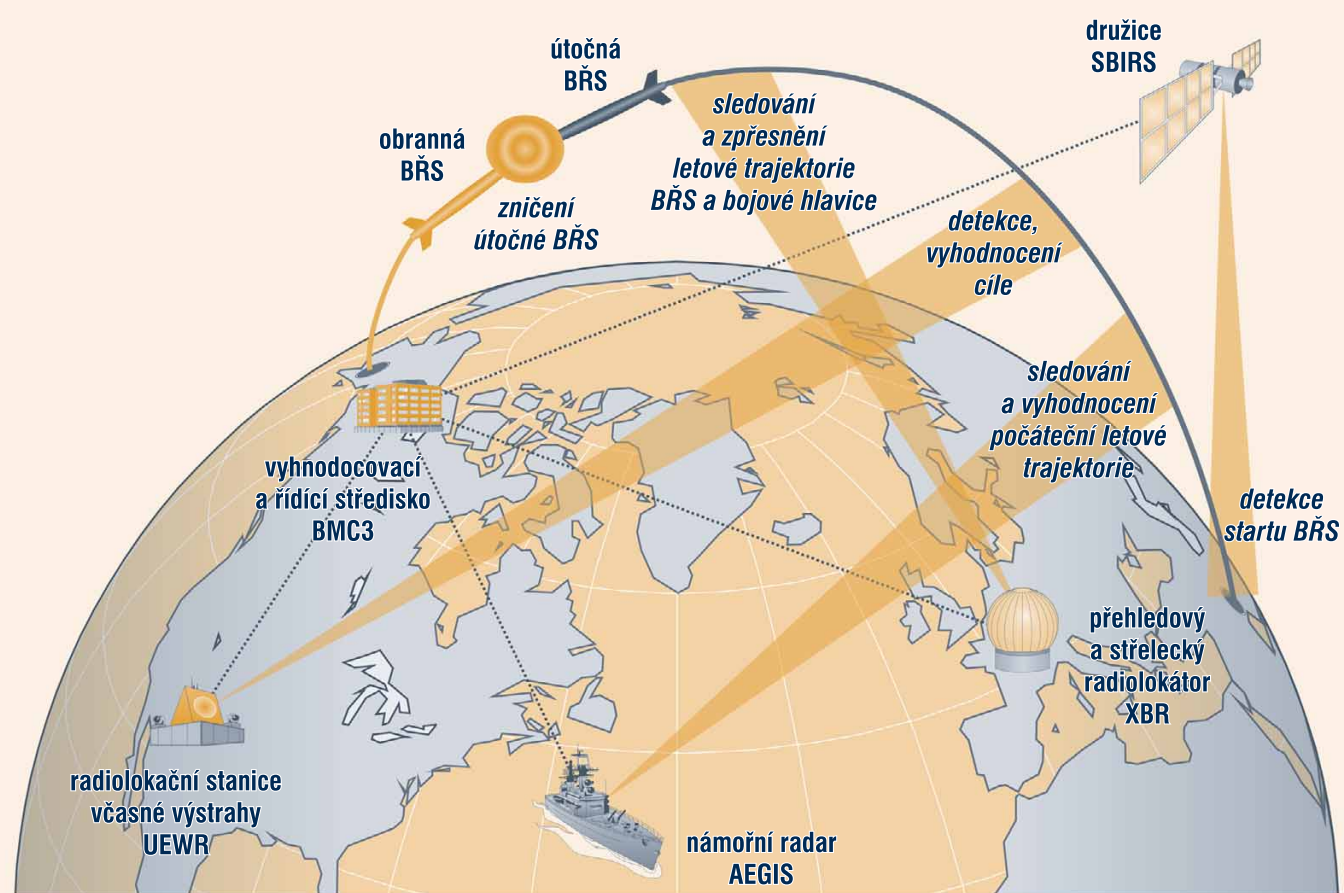 útočná
BŘS
družice
SBIRS
obranná
BŘS
sledování
a zpřesnění
letové trajektorie
BŘS a bojové hlavice
zničení
útočné BŘS
detekce,
vyhodnocení
cíle
sledování
a vyhodnocení
počáteční letové
trajektorie
vyhnodocovací
a řídící středisko
BMC3
detekce
startu BŘS
přehledový
a střelecký
radiolokátor
XBR
radiolokační stanice
včasné výstrahy
UEWR
námořní radar
AEGIS